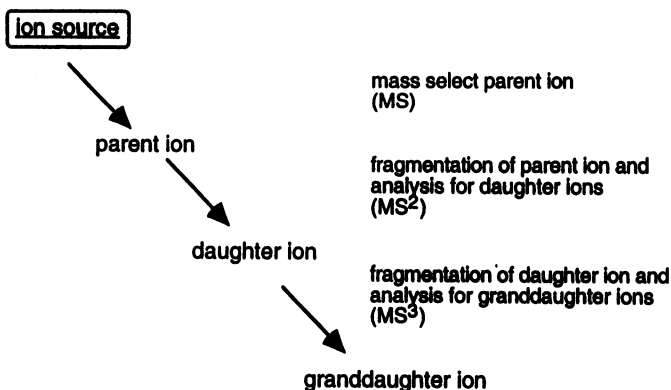 ion source
mass select parent ion
(MS)
parent ion
fragmentation of parent ion and
analysis for daughter ions
(MS²)
daughter ion
fragmentation of daughter ion and
analysis for granddaughter ions
(MS³)
granddaughter ion